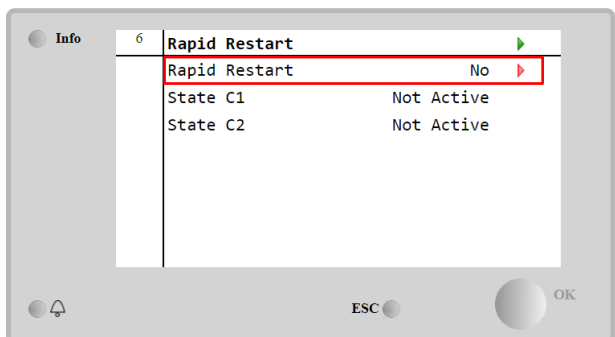 Info
6 Rapid Restart
Rapid Restart No
State C1 Not Active
State C2 Not Active
ESC
OK